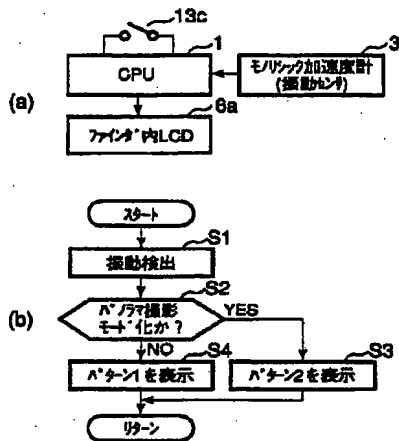 13c
1
3
CPU
モノリシック加速度計
(振動センサ)
(a)
6a
ファインダ内LCD
スタート
S1
振動検出
S2
(b)
パノラマ撮影
モード化か?
YES
NO
S4
S3
パターン1を表示
パターン2を表示
リターン